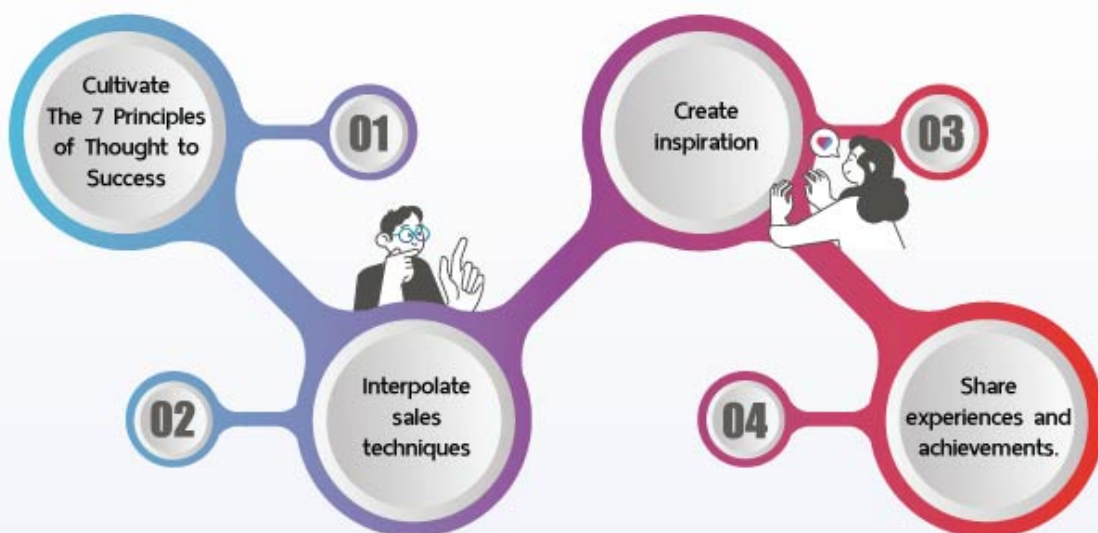 Cultivate
The 7 Principles
of Thought to
Success
01
02
Interpolate
sales
techniques
Create
inspiration
03
04
Share
experiences and
achievements.